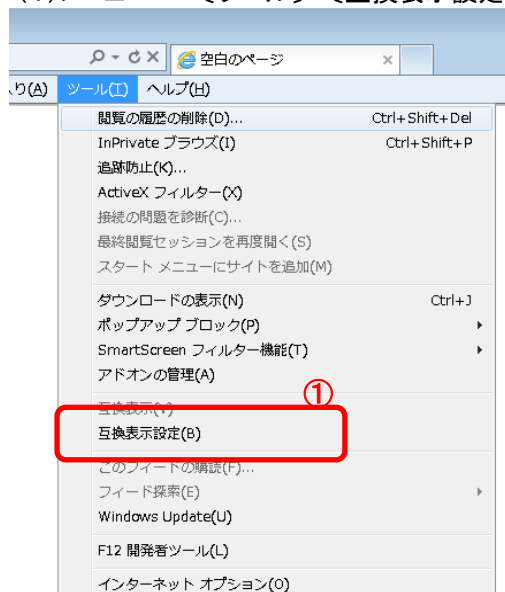 空白のページ
り(A) ツール(T) ヘルプ(H)
閲覧の履歴の削除(D)... Ctrl+Shift+Del
InPrivate ブラウズ(I) Ctrl+Shift+P
追跡防止(K)...
ActiveX フィルター(X)
接続の問題を診断(C)...
最終閲覧セッションを再度開く(S)
スタート メニューにサイトを追加(M)
ダウンロードの表示(N) Ctrl+J
ポップアップ ブロック(P)
SmartScreen フィルター機能(T)
アドオンの管理(A)
①
互換表示(V)
互換表示設定(B)
このフィードの購読(F)...
フィード探索(E)
Windows Update(U)
F12 開発者ツール(L)
インターネット オプション(O)